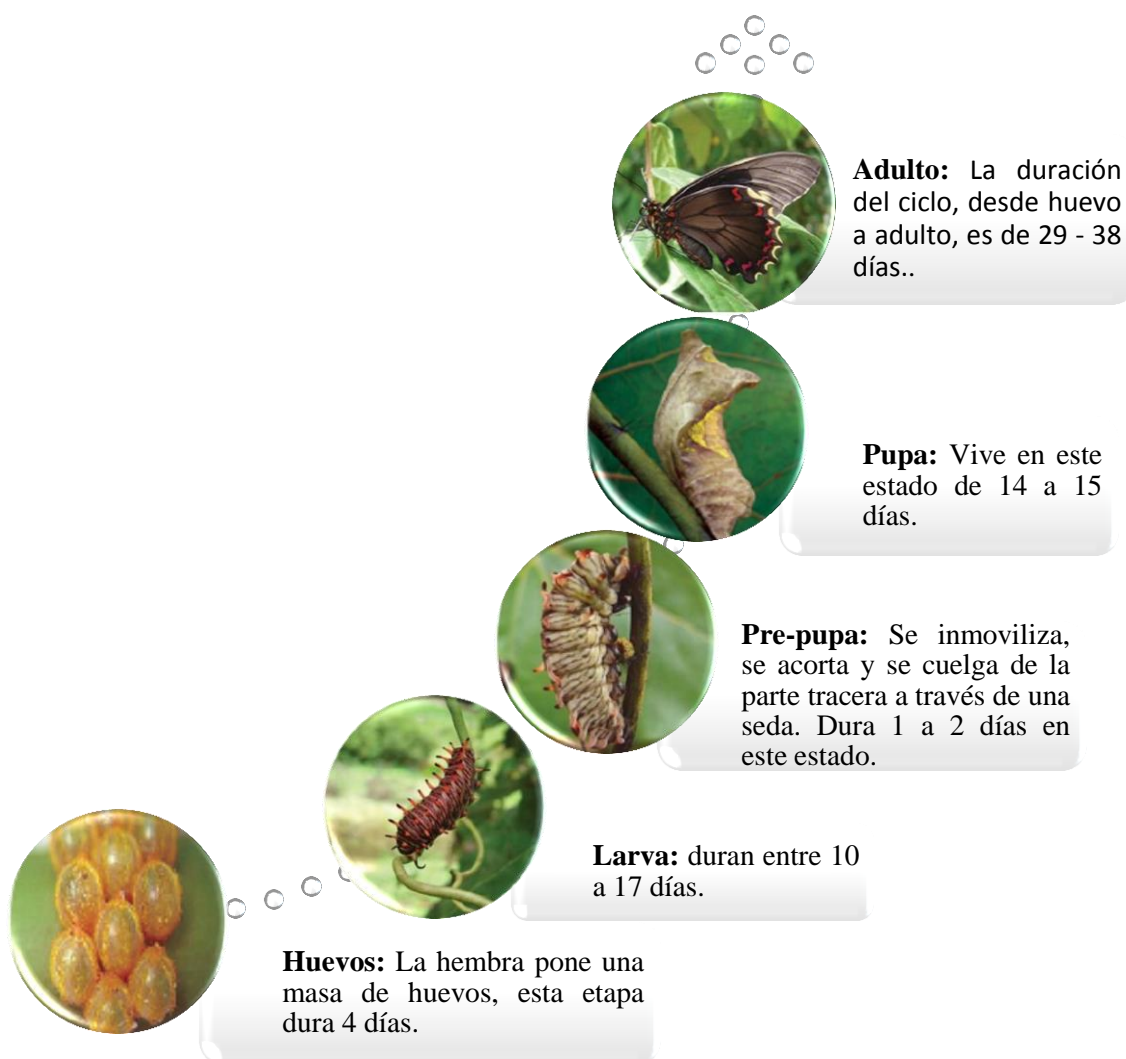 Adulto: La duración
del ciclo, desde huevo
a adulto, es de 29 - 38
días..
Pupa: Vive en este
estado de 14 a 15
días.
Pre-pupa: Se inmoviliza,
se acorta y se cuelga de la
parte tracera a través de una
seda. Dura 1 a 2 días en
este estado.
Larva: duran entre 10
a 17 días.
Huevos: La hembra pone una
masa de huevos, esta etapa
dura 4 días.